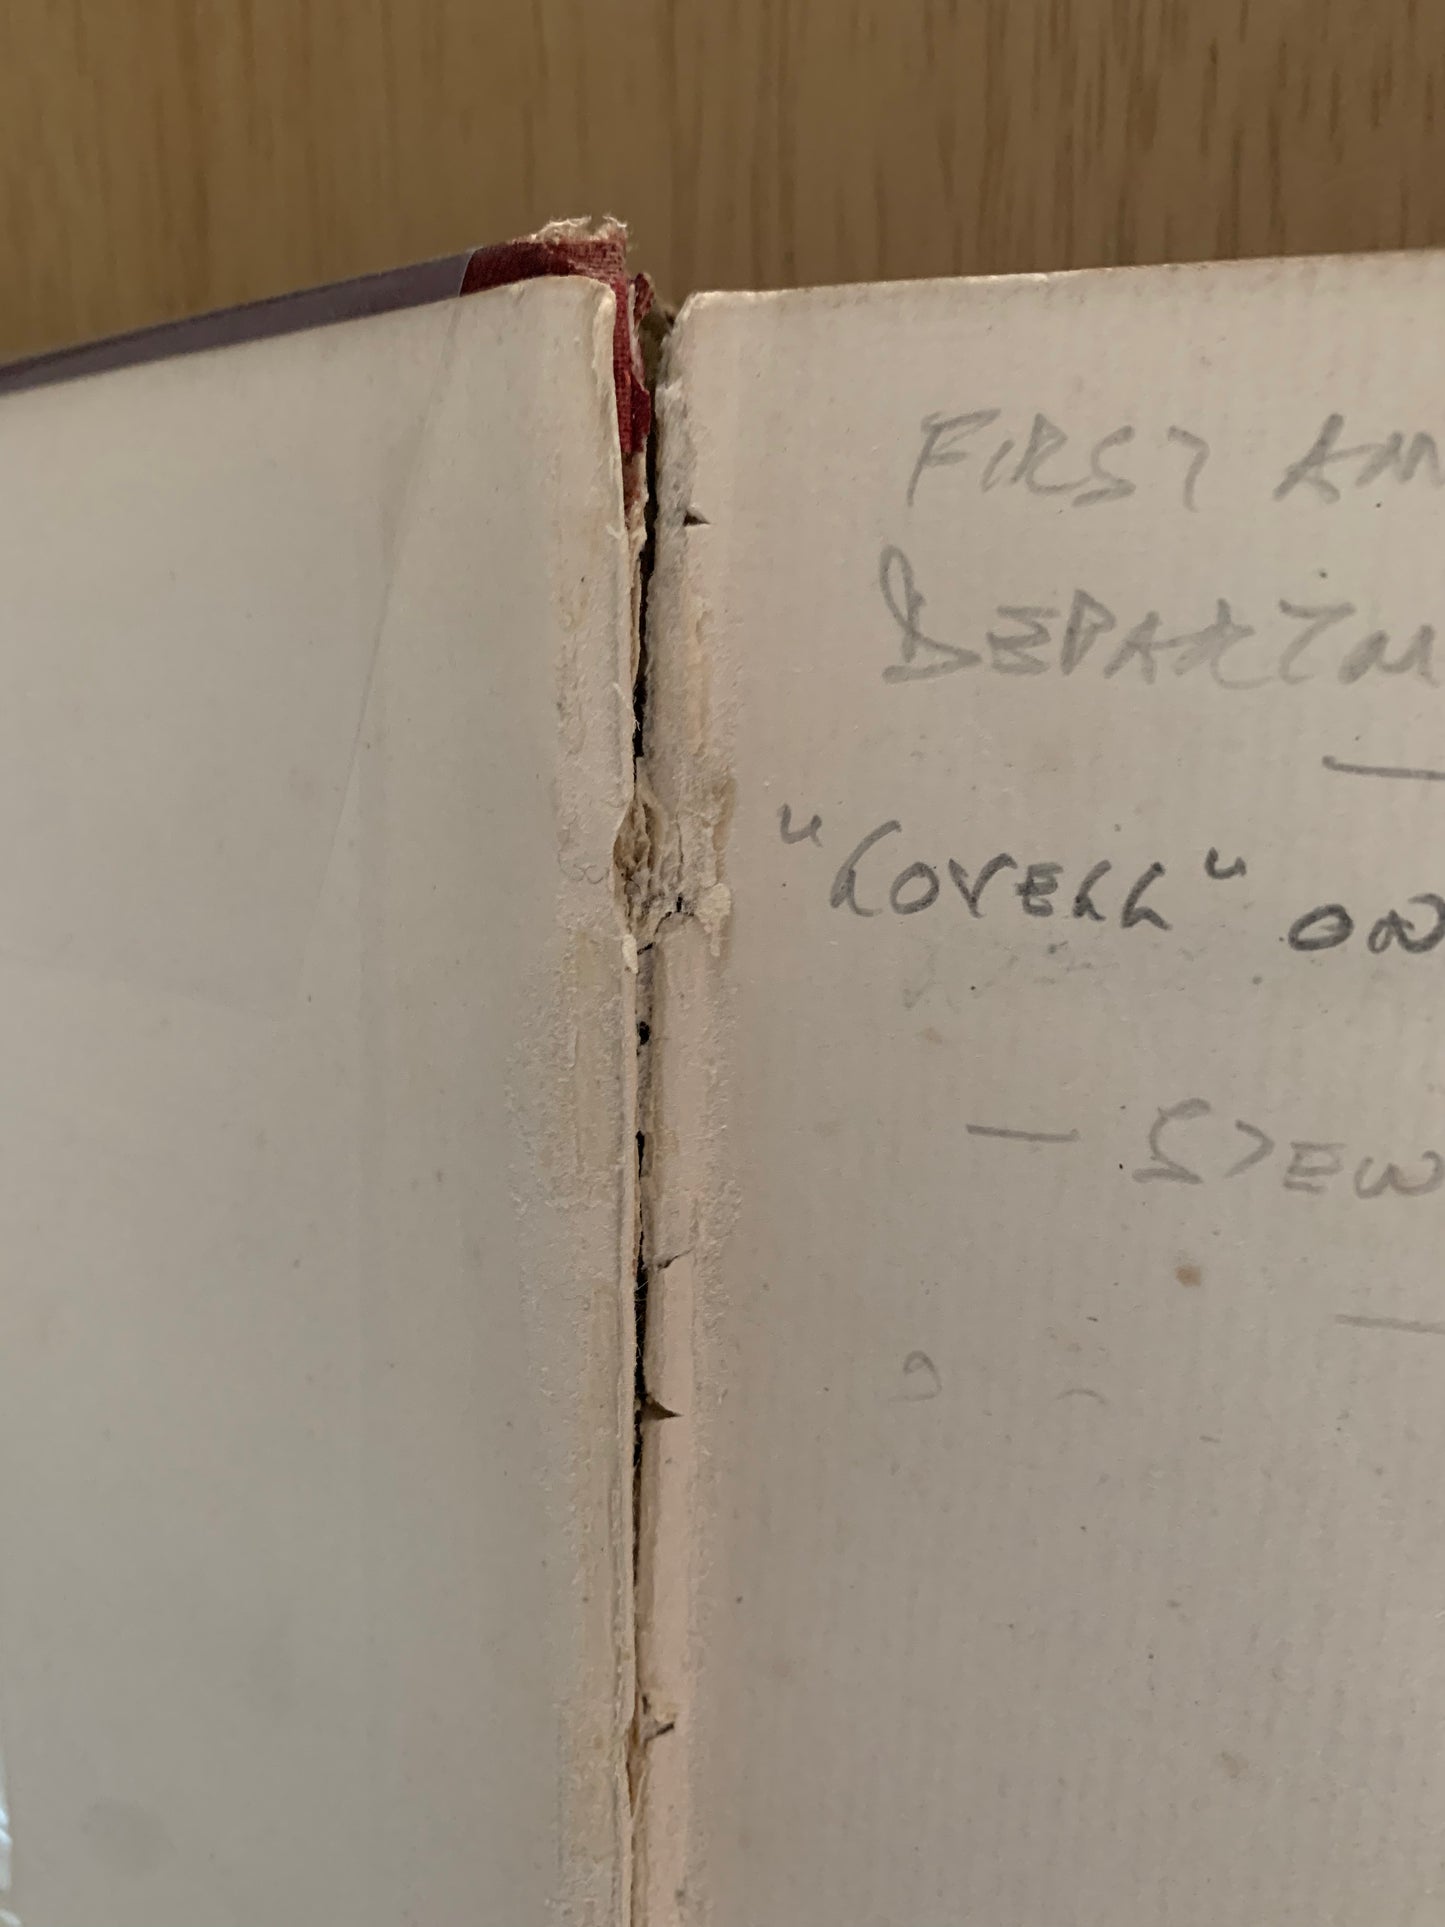 FIRST AM
DEPARTM
—
"LOVELL" ON
— STEW
—